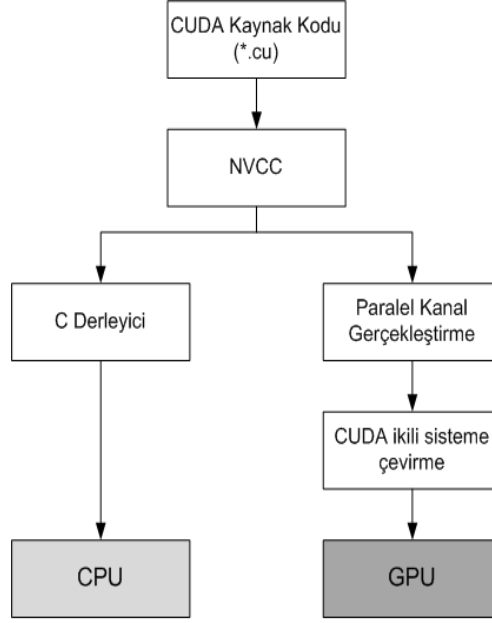 CUDA Kaynak Kodu
(*.cu)
NVCC
C Derleyici
Paralel Kanal
Gerçekleştirme
CUDA ikili sisteme
çevirme
CPU
GPU